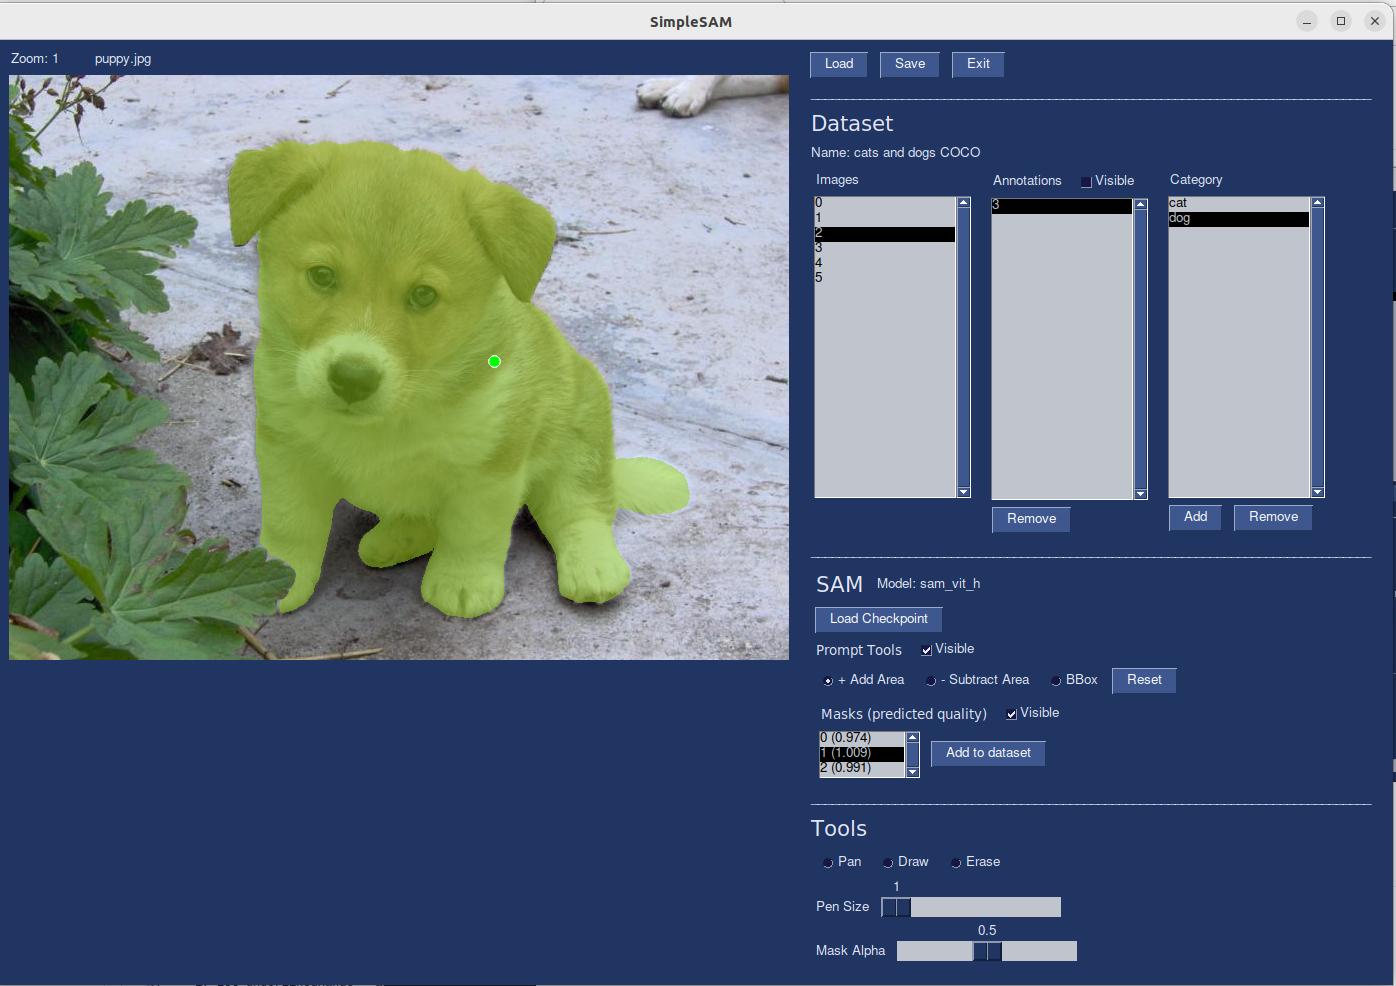 SimpleSAM
Zoom: 1 puppy.jpg
Load Save Exit
Dataset
Name: cats and dogs COCO
Images Annotations Visible Category
0
1
2
3
4
5
3
cat
dog
Remove
Add Remove
SAM Model: sam_vit_h
Load Checkpoint
Prompt Tools Visible
+ Add Area - Subtract Area BBox Reset
Masks (predicted quality) Visible
0 (0.974)
1 (1.009)
2 (0.991)
Add to dataset
Tools
Pan Draw Erase
1
Pen Size
0.5
Mask Alpha